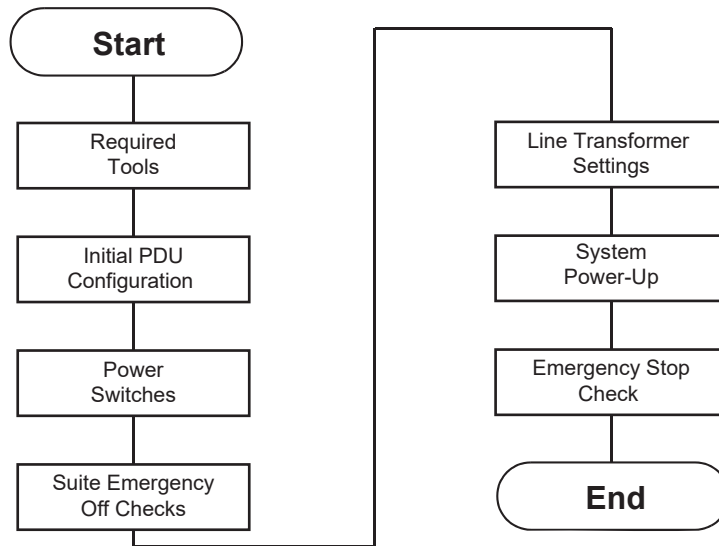 Start
Required
Tools
Initial PDU
Configuration
Power
Switches
Suite Emergency
Off Checks
Line Transformer
Settings
System
Power-Up
Emergency Stop
Check
End